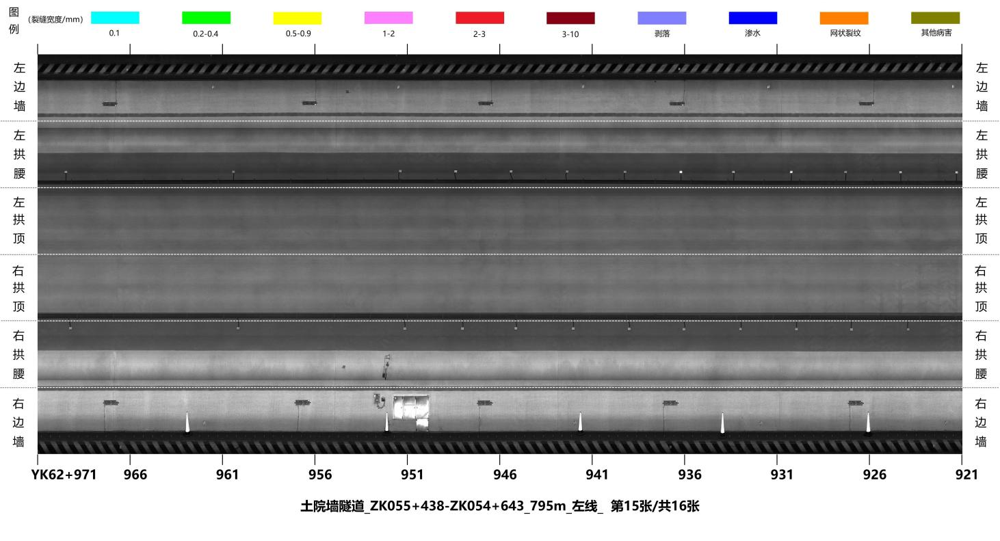 图例
(裂缝宽度/mm)
0.1 0.2-0.4 0.5-0.9 1-2 2-3 3-10 剥落 渗水 网状裂纹 其他病害
左边墙 左边墙
左拱腰 左拱腰
左拱顶 左拱顶
右拱顶 右拱顶
右拱腰 右拱腰
右边墙 右边墙
YK62+971 966 961 956 951 946 941 936 931 926 921
土院墙隧道_ZK055+438-ZK054+643_795m_左线_ 第15张/共16张